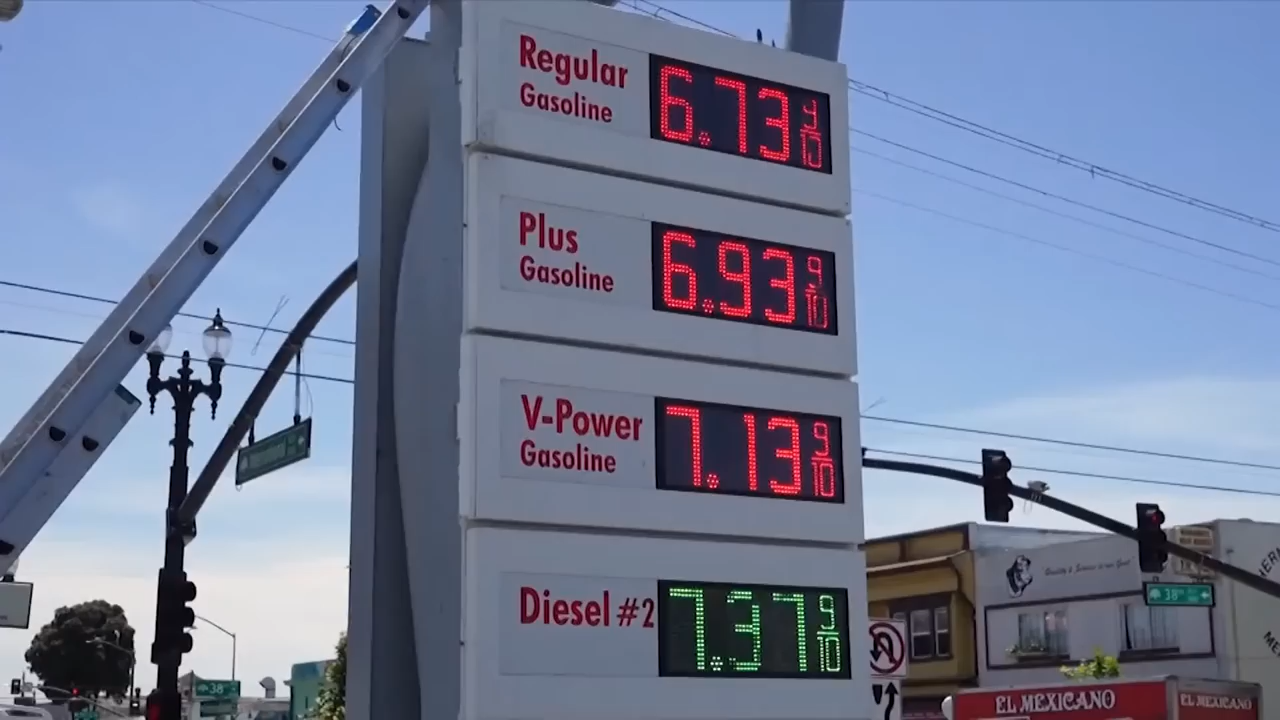 Regular
Gasoline
6.73 9/10
Plus
Gasoline
6.93 9/10
V-Power
Gasoline
7.13 9/10
Diesel #2
7.37 9/10
38th
38th
EL MEXICANO
EL MEXICANO